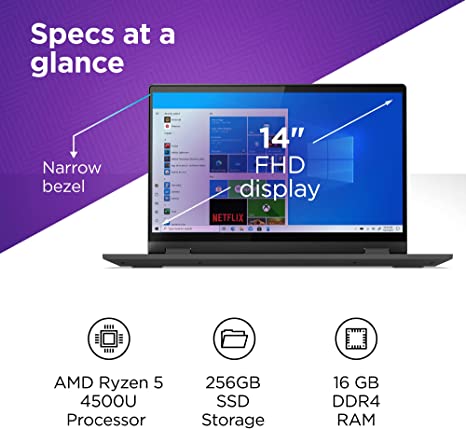 Specs at a
glance
14"
FHD
display
Narrow
bezel
NETFLIX
AMD Ryzen 5
4500U
Processor
256GB
SSD
Storage
16 GB
DDR4
RAM